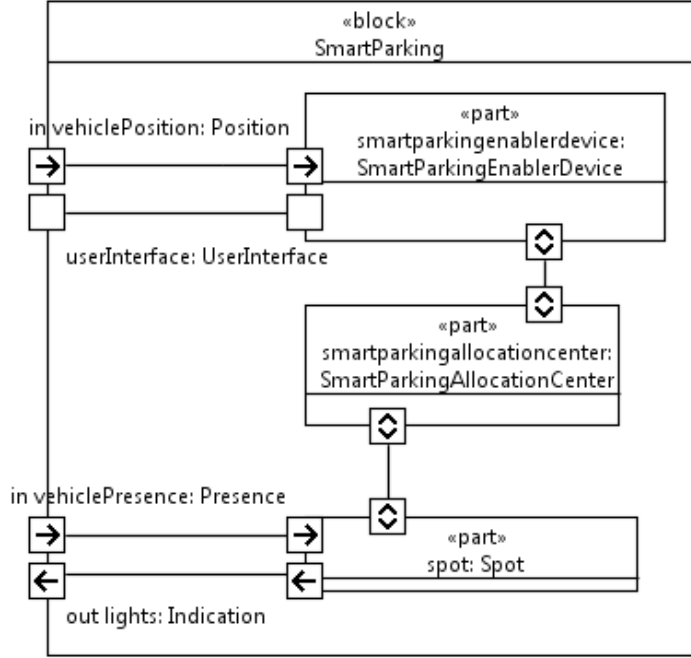 «block»
SmartParking
«part»
in vehiclePosition: Position
smartparkingenablerdevice:
SmartParkingEnablerDevice
userInterface: UserInterface
«part»
smartparkingallocationcenter:
SmartParkingAllocationCenter
in vehiclePresence: Presence
«part»
spot: Spot
out lights: Indication